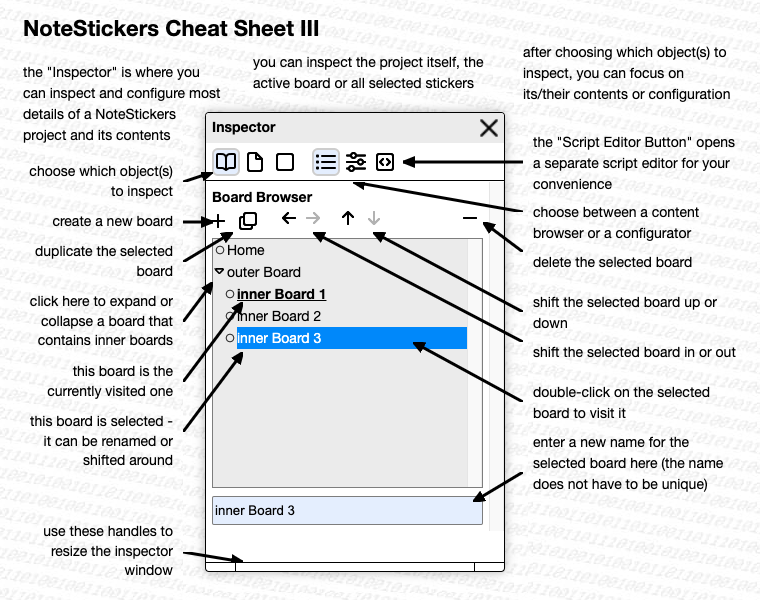 NoteStickers Cheat Sheet III
the "Inspector" is where you
can inspect and configure most
details of a NoteStickers
project and its contents
you can inspect the project itself, the
active board or all selected stickers
after choosing which object(s) to
inspect, you can focus on
its/their contents or configuration
Inspector
choose which object(s)
to inspect
the "Script Editor Button" opens
a separate script editor for your
convenience
Board Browser
create a new board
choose between a content
browser or a configurator
duplicate the selected
board
delete the selected board
Home
outer Board
inner Board 1
inner Board 2
inner Board 3
click here to expand or
collapse a board that
contains inner boards
shift the selected board up or
down
shift the selected board in or out
this board is the
currently visited one
double-click on the selected
board to visit it
this board is selected -
it can be renamed or
shifted around
enter a new name for the
selected board here (the name
does not have to be unique)
inner Board 3
use these handles to
resize the inspector
window